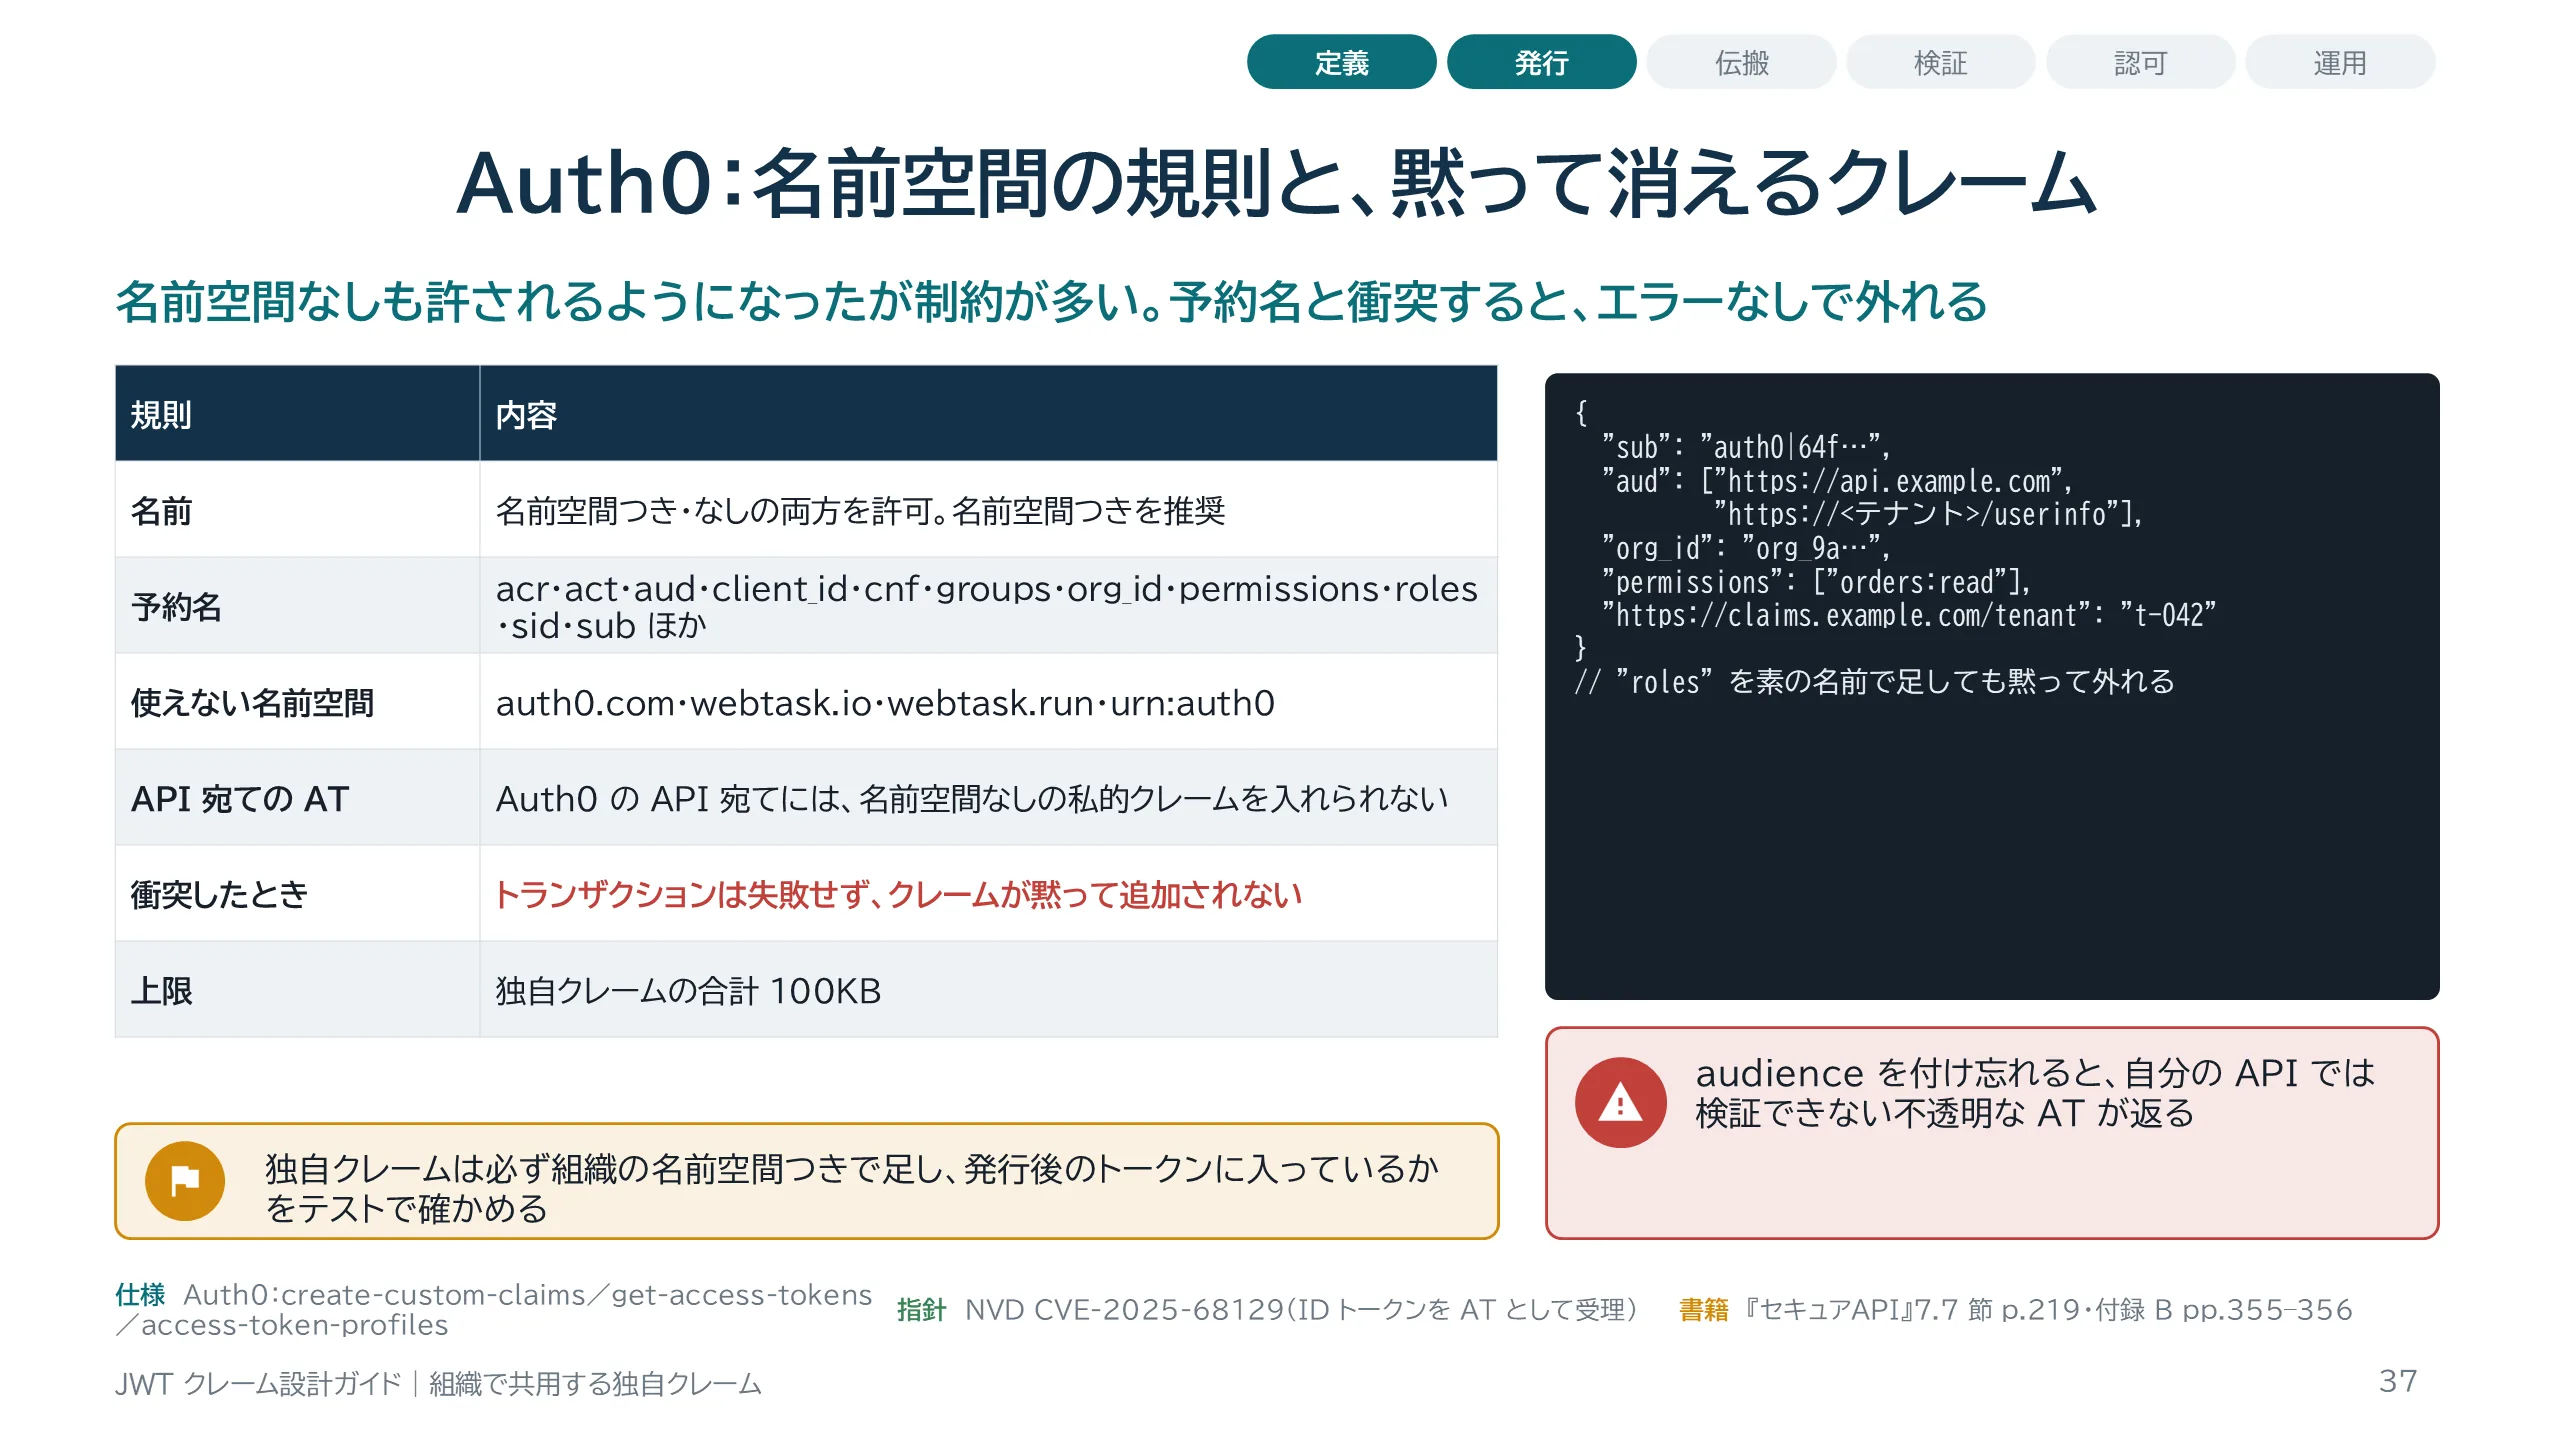 定義
発行
伝搬
検証
認可
運用
Auth0：名前空間の規則と、黙って消えるクレーム
名前空間なしも許されるようになったが制約が多い。予約名と衝突すると、エラーなしで外れる
規則
内容
名前
名前空間つき・なしの両方を許可。名前空間つきを推奨
予約名
acr・act・aud・client_id・cnf・groups・org_id・permissions・roles
・sid・sub ほか
使えない名前空間
auth0.com・webtask.io・webtask.run・urn:auth0
API 宛ての AT
Auth0 の API 宛てには、名前空間なしの私的クレームを入れられない
衝突したとき
トランザクションは失敗せず、クレームが黙って追加されない
上限
独自クレームの合計 100KB
{
  ”sub”: ”auth0|64f…”,
  ”aud”: [”https://api.example.com”,
          ”https://<テナント>/userinfo”],
  ”org_id”: ”org_9a…”,
  ”permissions”: [”orders:read”],
  ”https://claims.example.com/tenant”: ”t-042”
}
// ”roles” を素の名前で足しても黙って外れる
audience を付け忘れると、自分の API では
検証できない不透明な AT が返る
独自クレームは必ず組織の名前空間つきで足し、発行後のトークンに入っているか
をテストで確かめる
仕様 Auth0：create-custom-claims／get-access-tokens
／access-token-profiles
指針 NVD CVE-2025-68129（ID トークンを AT として受理）
書籍 『セキュアAPI』7.7 節 p.219・付録 B pp.355–356
JWT クレーム設計ガイド｜組織で共用する独自クレーム
37